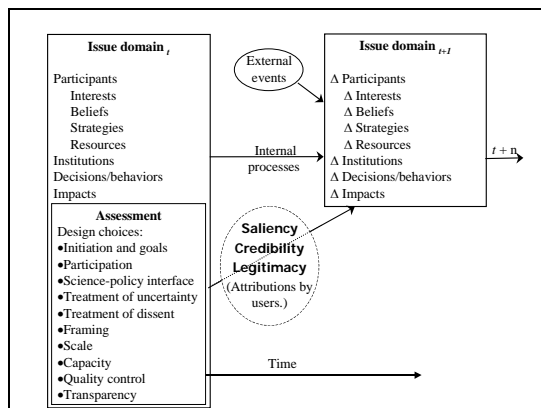 Issue domain t
Participants
Interests
Beliefs
Strategies
Resources
Institutions
Decisions/behaviors
Impacts
Assessment
Design choices:
•Initiation and goals
•Participation
•Science-policy interface
•Treatment of uncertainty
•Treatment of dissent
•Framing
•Scale
•Capacity
•Quality control
•Transparency
External
events
Internal
processes
Saliency
Credibility
Legitimacy
(Attributions by
users.)
Time
Issue domain t+1
Δ Participants
Δ Interests
Δ Beliefs
Δ Strategies
Δ Resources
Δ Institutions
Δ Decisions/behaviors
Δ Impacts
t + n